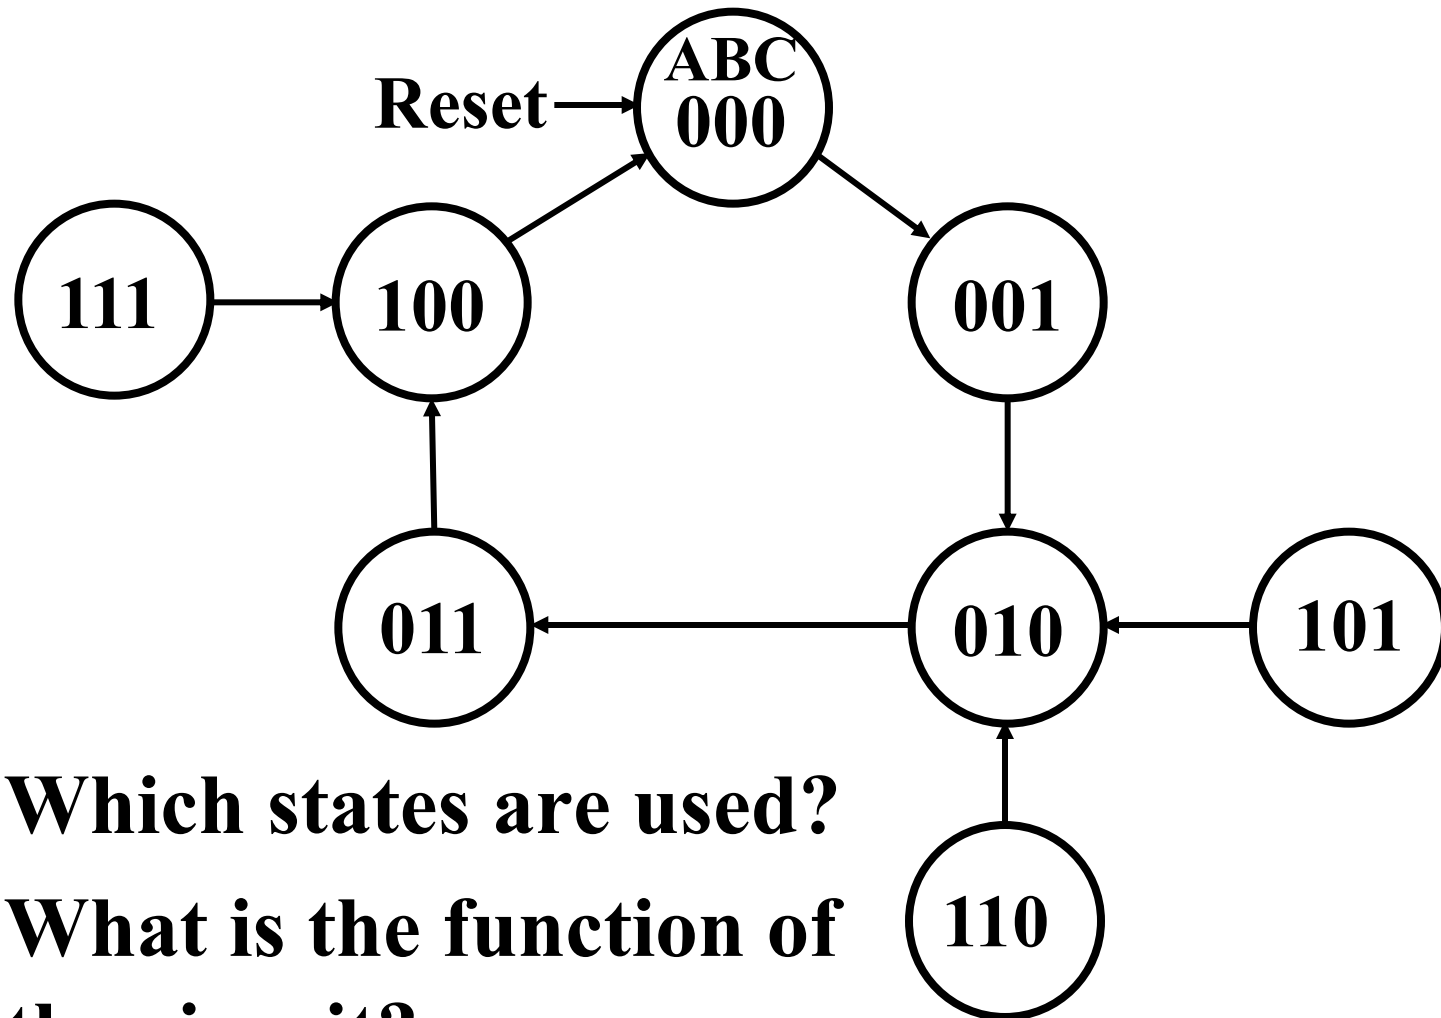 ABC
Reset 000
111 100 001
011 010 101
Which states are used?
What is the function of
110